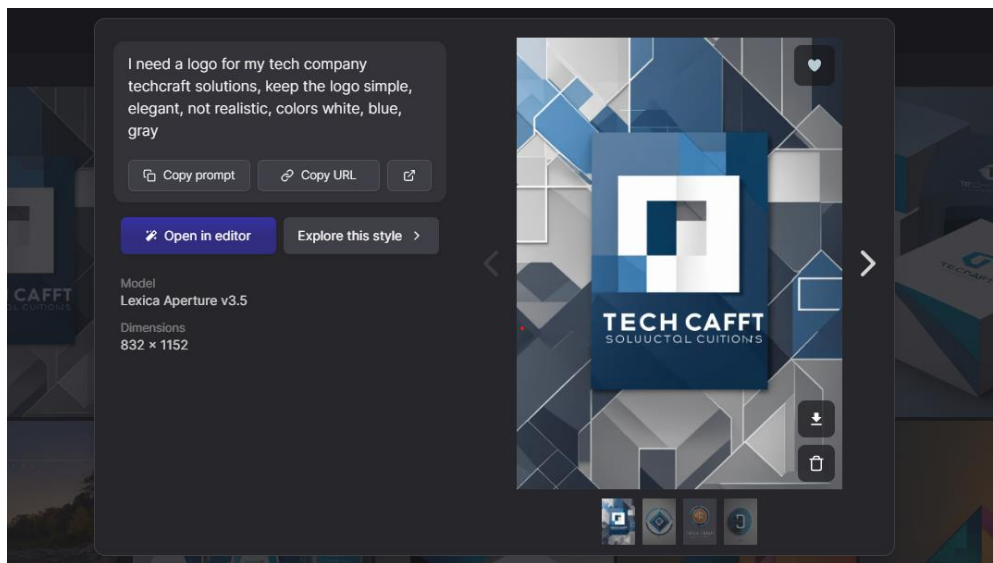 I need a logo for my tech company
techcraft solutions, keep the logo simple,
elegant, not realistic, colors white, blue,
gray
Copy prompt
Copy URL
Open in editor
Explore this style
Model
Lexica Aperture v3.5
Dimensions
832 × 1152
TECH CAFFT
SOLUUCTOL CUITIONS
CAFFT